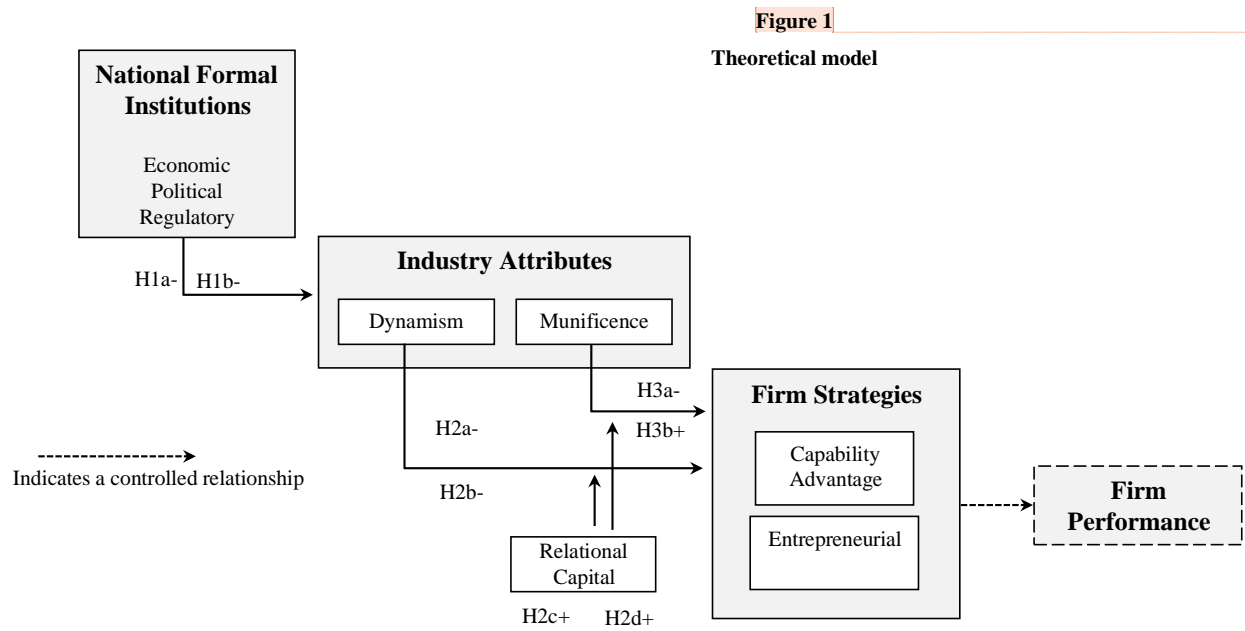 Figure 1
Theoretical model
National Formal
Institutions
Economic
Political
Regulatory
H1a-
H1b-
Industry Attributes
Dynamism
Munificence
H3a-
H3b+
H2a-
H2b-
Firm Strategies
Capability
Advantage
Entrepreneurial
Indicates a controlled relationship
Firm
Performance
Relational
Capital
H2c+
H2d+